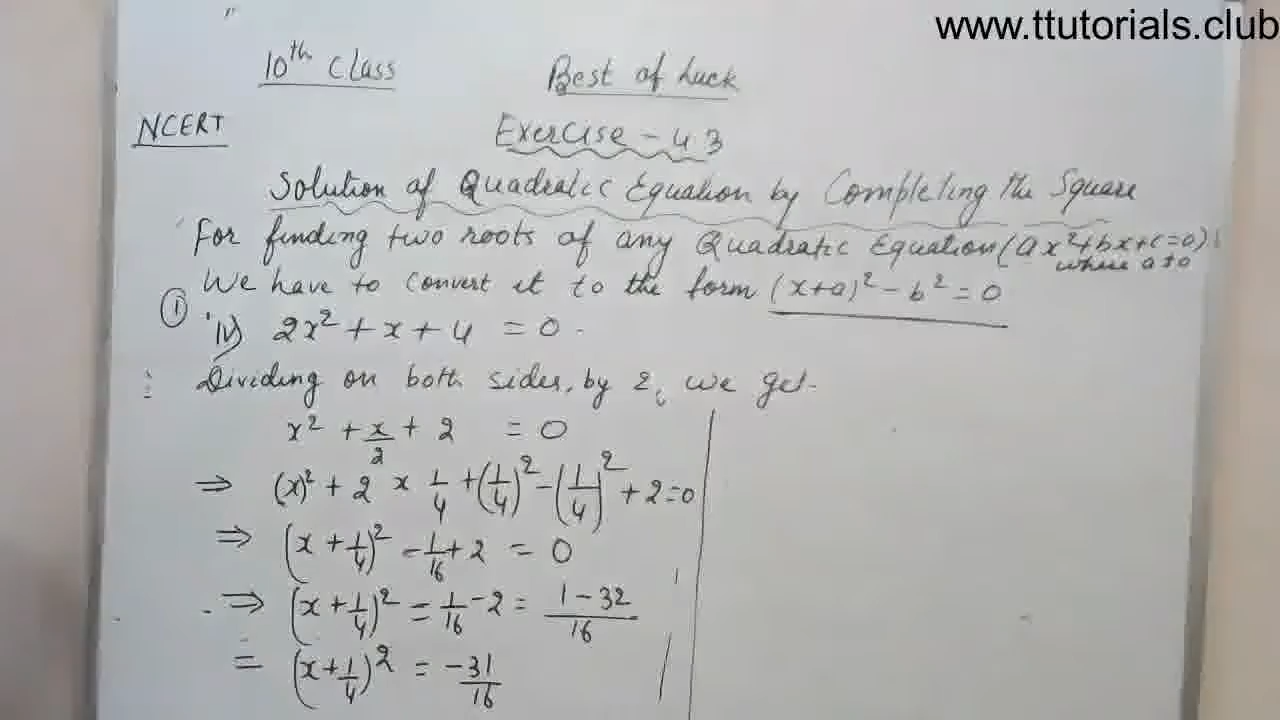 www.ttutorials.club
10th Class Best of Luck
NCERT
Exercise - 4.3
Solution of Quadratic Equation by Completing the Square
For finding two roots of any Quadratic Equation (ax²+bx+c=0)
where a≠0
We have to convert it to the form (x+a)² - b² = 0
① iv) 2x² + x + 4 = 0.
: Dividing on both sides, by 2, we get-
x² + x/2 + 2 = 0
⇒ (x)² + 2 × 1/4 + (1/4)² - (1/4)² + 2 = 0
⇒ (x + 1/4)² - 1/16 + 2 = 0
⇒ (x + 1/4)² = 1/16 - 2 = 1 - 32/16
= (x + 1/4)² = -31/16